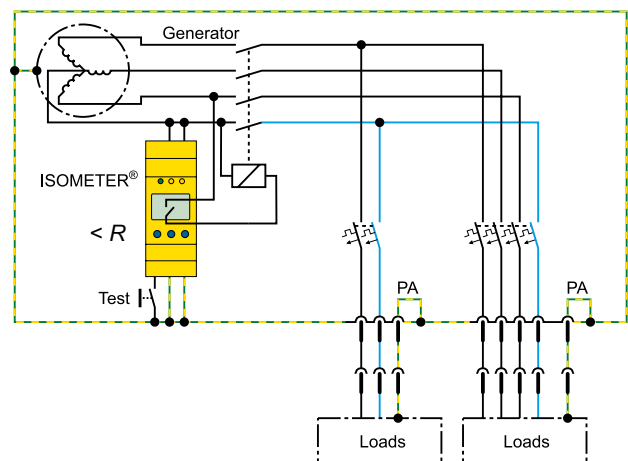 Generator
ISOMETER®
< R
Test
PA
PA
Loads
Loads